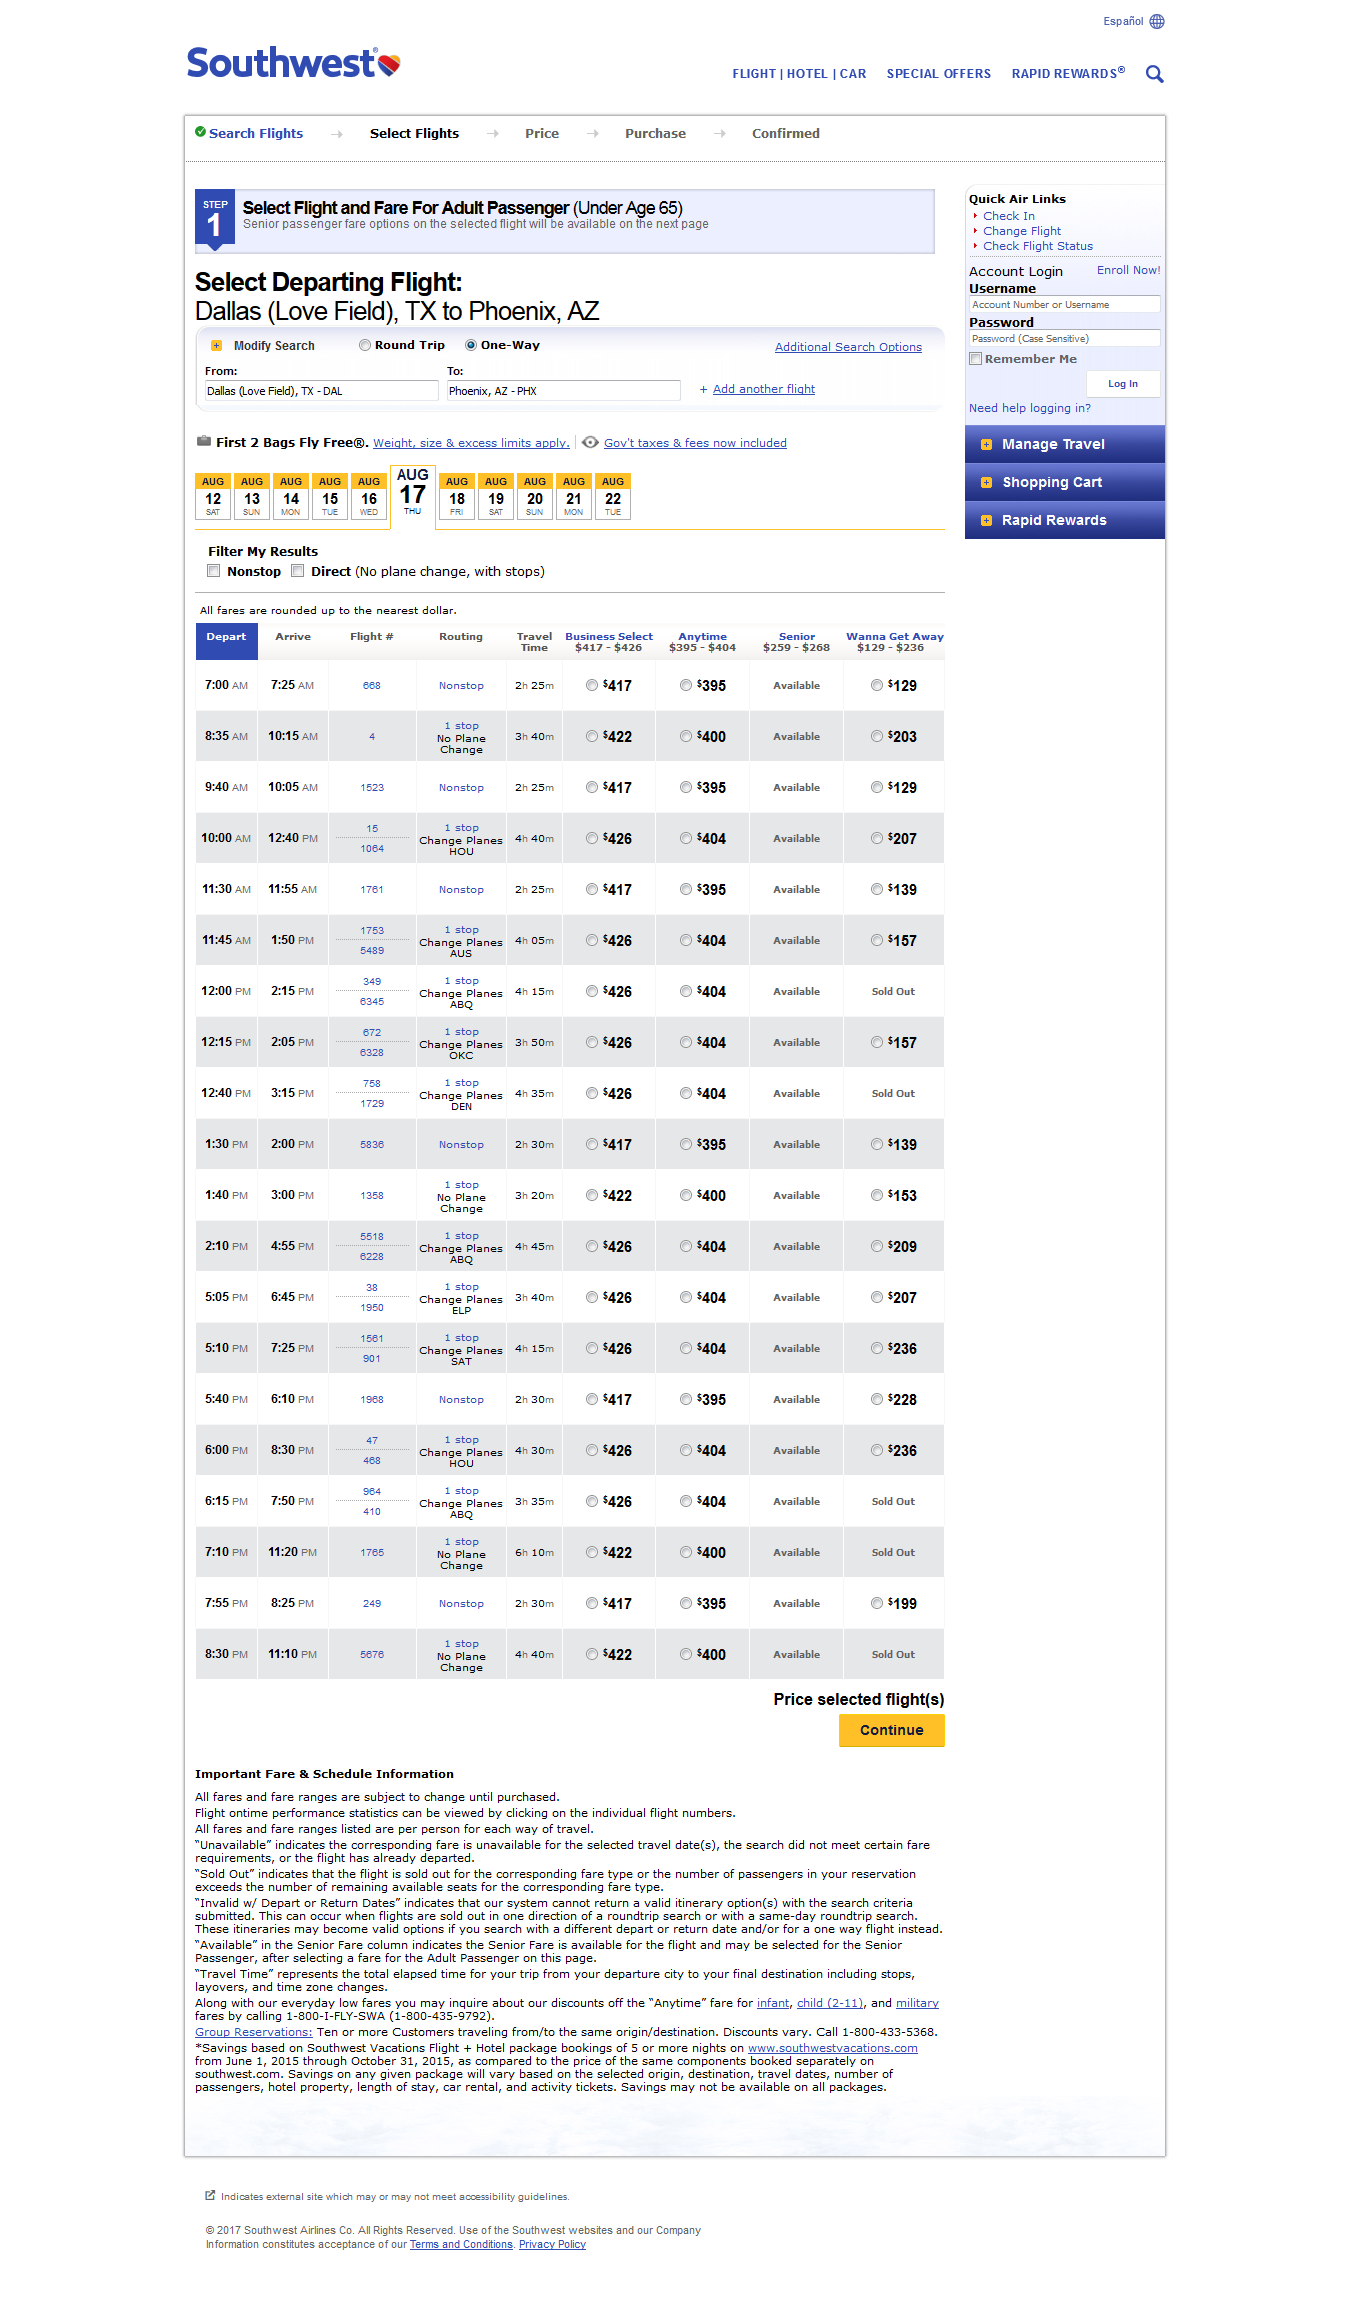 Español
Southwest®
FLIGHT | HOTEL | CAR SPECIAL OFFERS RAPID REWARDS®
Search Flights Select Flights Price Purchase Confirmed
STEP
1
Select Flight and Fare For Adult Passenger (Under Age 65)
Senior passenger fare options on the selected flight will be available on the next page
Select Departing Flight:
Dallas (Love Field), TX to Phoenix, AZ
Modify Search Round Trip One-Way Additional Search Options
From: To:
Dallas (Love Field), TX - DAL Phoenix, AZ - PHX + Add another flight
First 2 Bags Fly Free®. Weight, size & excess limits apply. Gov't taxes & fees now included
AUG AUG AUG AUG AUG AUG AUG AUG AUG AUG AUG
12 13 14 15 16 17 18 19 20 21 22
SAT SUN MON TUE WED THU FRI SAT SUN MON TUE
Filter My Results
Nonstop Direct (No plane change, with stops)
All fares are rounded up to the nearest dollar.
Depart Arrive Flight # Routing Travel Time Business Select $417 - $426 Anytime $395 - $404 Senior $259 - $268 Wanna Get Away $129 - $236
7:00 AM 7:25 AM 668 Nonstop 2h 25m $417 $395 Available $129
8:35 AM 10:15 AM 4 1 stop No Plane Change 3h 40m $422 $400 Available $203
9:40 AM 10:05 AM 1523 Nonstop 2h 25m $417 $395 Available $129
10:00 AM 12:40 PM 15 1064 1 stop Change Planes HOU 4h 40m $426 $404 Available $207
11:30 AM 11:55 AM 1761 Nonstop 2h 25m $417 $395 Available $139
11:45 AM 1:50 PM 1753 5489 1 stop Change Planes AUS 4h 05m $426 $404 Available $157
12:00 PM 2:15 PM 349 6345 1 stop Change Planes ABQ 4h 15m $426 $404 Available Sold Out
12:15 PM 2:05 PM 672 6328 1 stop Change Planes OKC 3h 50m $426 $404 Available $157
12:40 PM 3:15 PM 758 1729 1 stop Change Planes DEN 4h 35m $426 $404 Available Sold Out
1:30 PM 2:00 PM 5836 Nonstop 2h 30m $417 $395 Available $139
1:40 PM 3:00 PM 1358 1 stop No Plane Change 3h 20m $422 $400 Available $153
2:10 PM 4:55 PM 5518 6228 1 stop Change Planes ABQ 4h 45m $426 $404 Available $209
5:05 PM 6:45 PM 38 1950 1 stop Change Planes ELP 3h 40m $426 $404 Available $207
5:10 PM 7:25 PM 1561 901 1 stop Change Planes SAT 4h 15m $426 $404 Available $236
5:40 PM 6:10 PM 1968 Nonstop 2h 30m $417 $395 Available $228
6:00 PM 8:30 PM 47 468 1 stop Change Planes HOU 4h 30m $426 $404 Available $236
6:15 PM 7:50 PM 964 410 1 stop Change Planes ABQ 3h 35m $426 $404 Available Sold Out
7:10 PM 11:20 PM 1765 1 stop No Plane Change 6h 10m $422 $400 Available Sold Out
7:55 PM 8:25 PM 249 Nonstop 2h 30m $417 $395 Available $199
8:30 PM 11:10 PM 5676 1 stop No Plane Change 4h 40m $422 $400 Available Sold Out
Price selected flight(s)
Continue
Important Fare & Schedule Information
All fares and fare ranges are subject to change until purchased.
Flight ontime performance statistics can be viewed by clicking on the individual flight numbers.
All fares and fare ranges listed are per person for each way of travel.
“Unavailable” indicates the corresponding fare is unavailable for the selected travel date(s), the search did not meet certain fare
requirements, or the flight has already departed.
“Sold Out” indicates that the flight is sold out for the corresponding fare type or the number of passengers in your reservation
exceeds the number of remaining available seats for the corresponding fare type.
“Invalid w/ Depart or Return Dates” indicates that our system cannot return a valid itinerary option(s) with the search criteria
submitted. This can occur when flights are sold out in one direction of a roundtrip search or with a same-day roundtrip search.
These itineraries may become valid options if you search with a different depart or return date and/or for a one way flight instead.
“Available” in the Senior Fare column indicates the Senior Fare is available for the flight and may be selected for the Senior
Passenger, after selecting a fare for the Adult Passenger on this page.
“Travel Time” represents the total elapsed time for your trip from your departure city to your final destination including stops,
layovers, and time zone changes.
Along with our everyday low fares you may inquire about our discounts off the “Anytime” fare for infant, child (2-11), and military
fares by calling 1-800-I-FLY-SWA (1-800-435-9792).
Group Reservations: Ten or more Customers traveling from/to the same origin/destination. Discounts vary. Call 1-800-433-5368.
*Savings based on Southwest Vacations Flight + Hotel package bookings of 5 or more nights on www.southwestvacations.com
from June 1, 2015 through October 31, 2015, as compared to the price of the same components booked separately on
southwest.com. Savings on any given package will vary based on the selected origin, destination, travel dates, number of
passengers, hotel property, length of stay, car rental, and activity tickets. Savings may not be available on all packages.
Quick Air Links
Check In
Change Flight
Check Flight Status
Account Login Enroll Now!
Username
Account Number or Username
Password
Password (Case Sensitive)
Remember Me
Log In
Need help logging in?
Manage Travel
Shopping Cart
Rapid Rewards
Indicates external site which may or may not meet accessibility guidelines.
© 2017 Southwest Airlines Co. All Rights Reserved. Use of the Southwest websites and our Company
Information constitutes acceptance of our Terms and Conditions. Privacy Policy